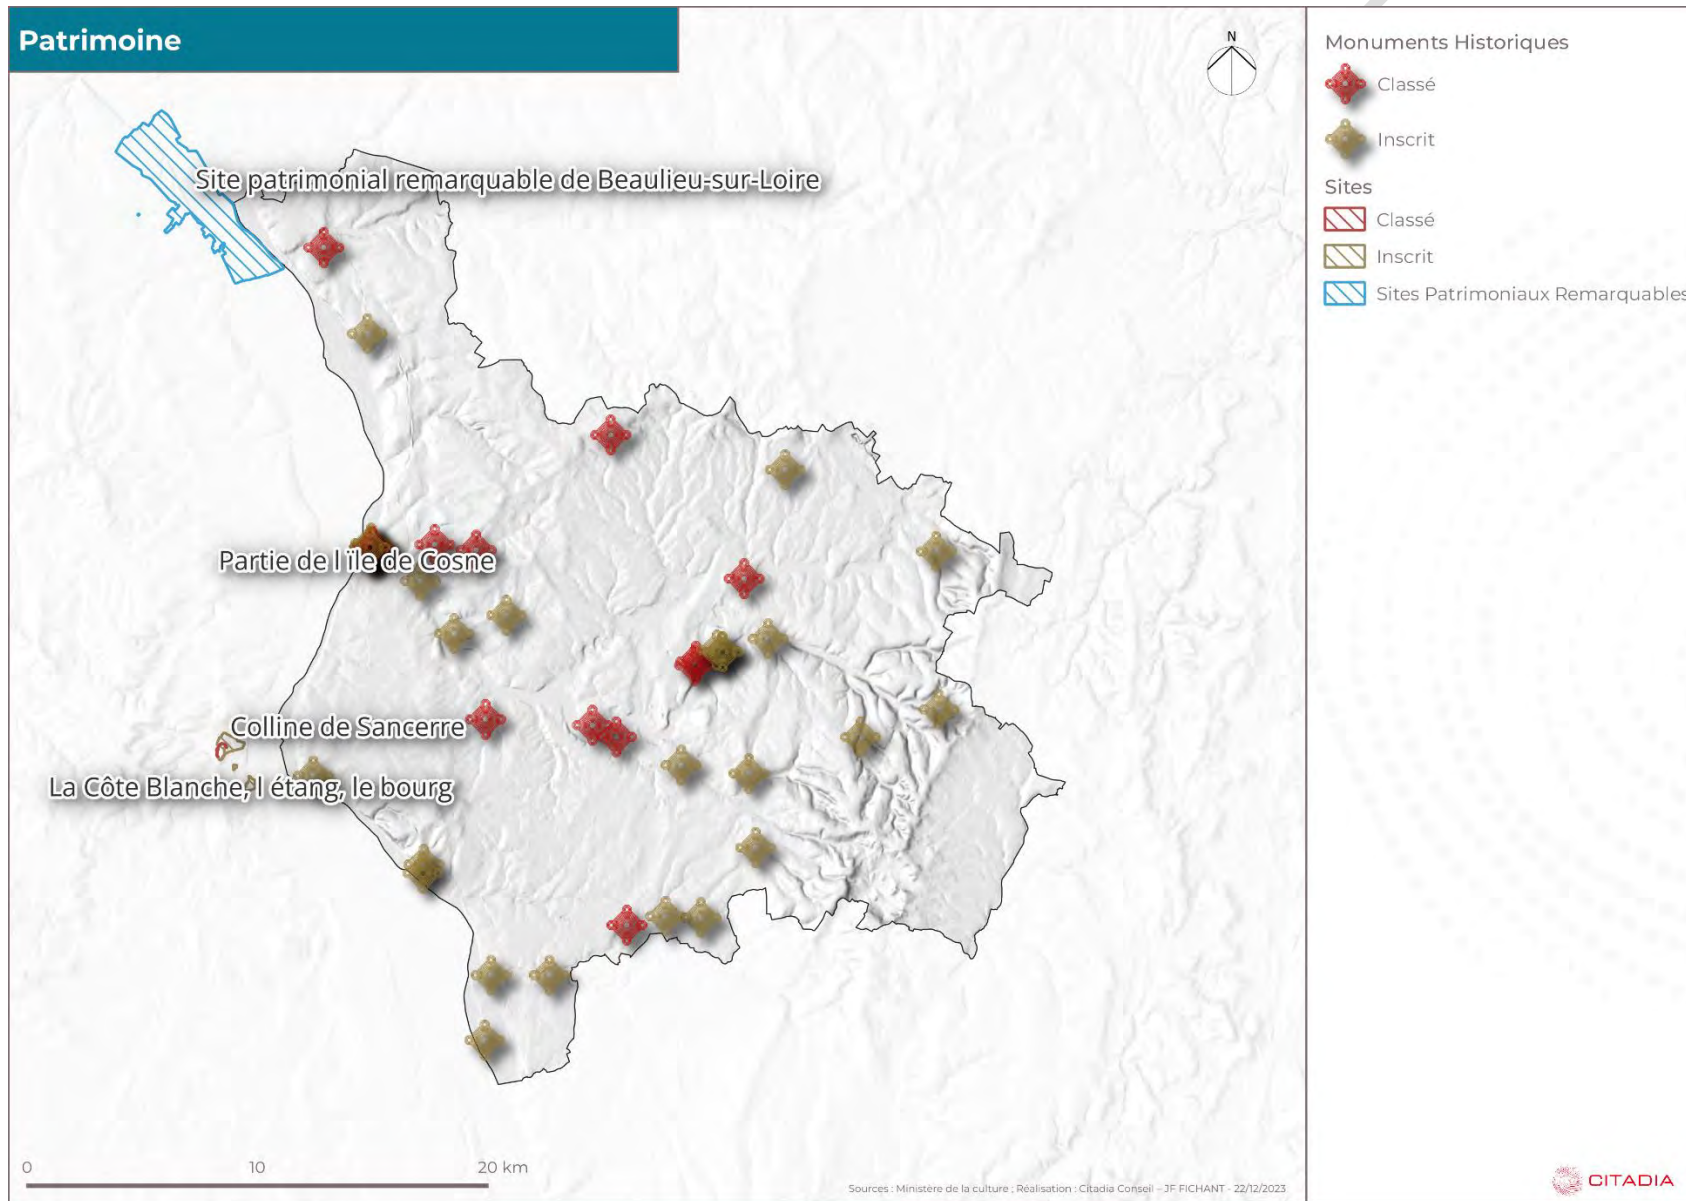 Patrimoine
N
Site patrimonial remarquable de Beaulieu-sur-Loire
Partie de l ïle de Cosne
Colline de Sancerre
La Côte Blanche, l étang, le bourg
0 10 20 km
Sources : Ministère de la culture ; Réalisation : Citadia Conseil – JF FICHANT - 22/12/2023
Monuments Historiques
Classé
Inscrit
Sites
Classé
Inscrit
Sites Patrimoniaux Remarquables
CITADIA